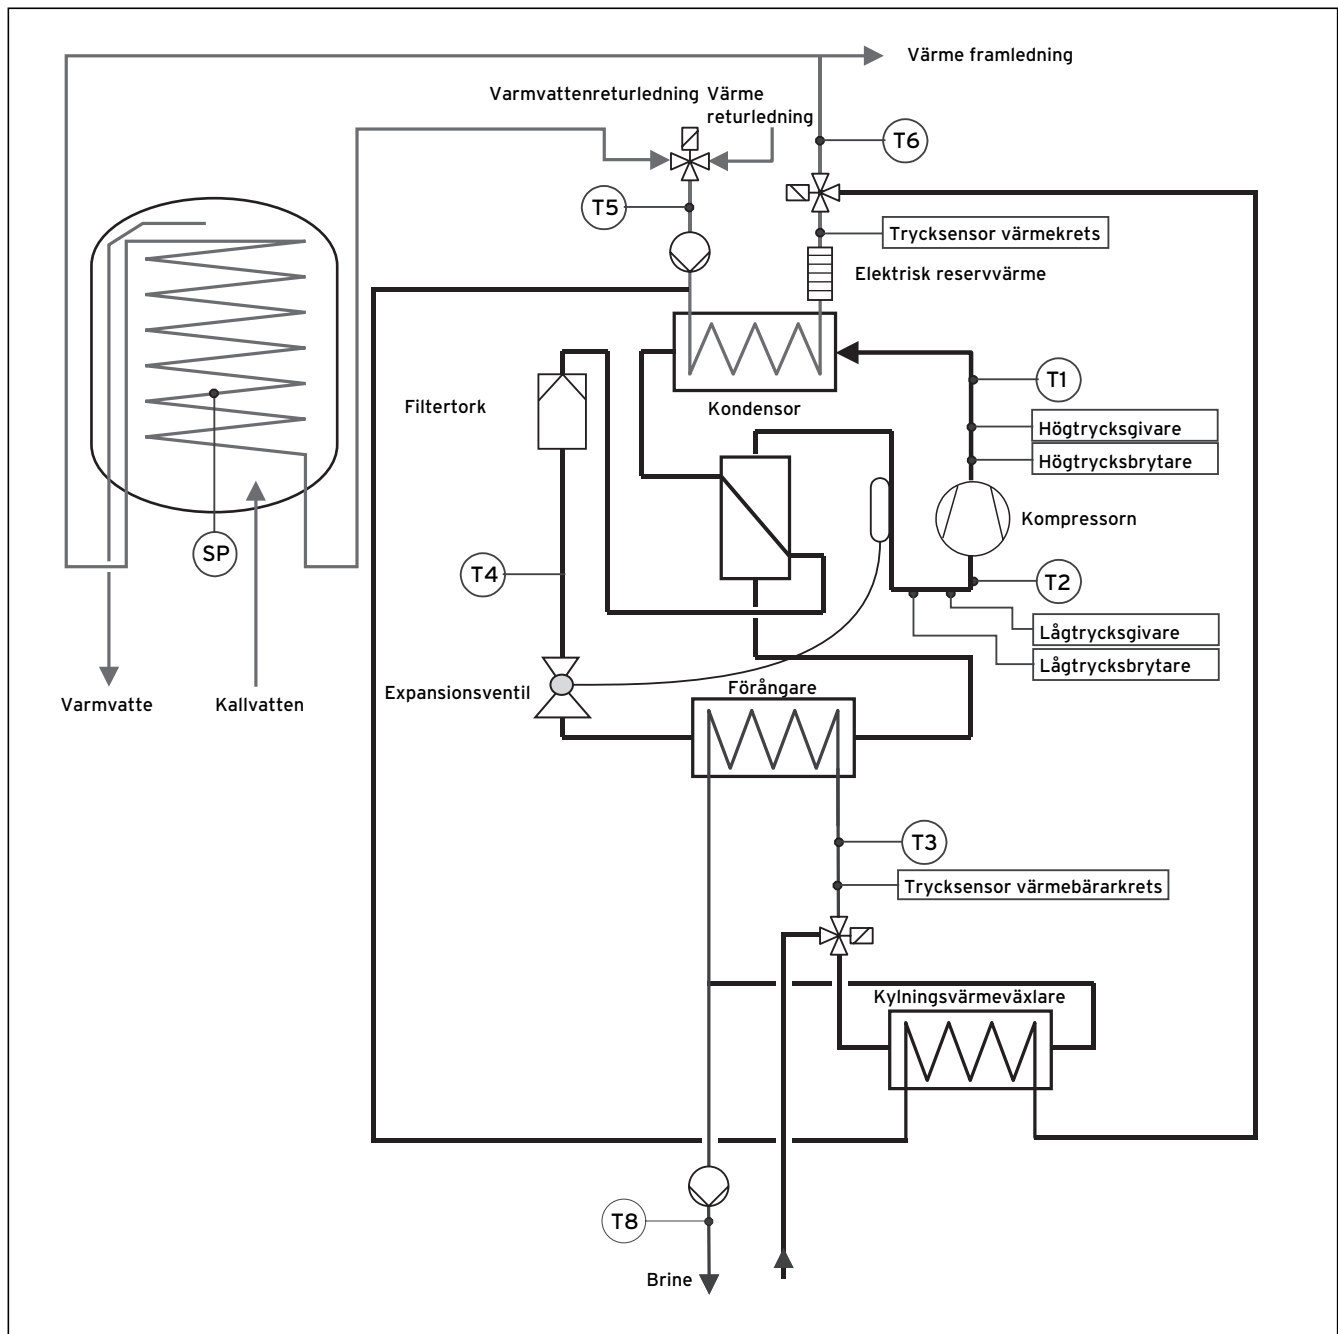 Värme framledning
Varmvattenreturledning
Värme
returledning
T6
T5
Trycksensor värmekrets
Elektrisk reservvärme
T1
Filtertork
Kondensor
Högtrycksgivare
Högtrycksbrytare
Kompressorn
SP
T4
T2
Lågtrycksgivare
Lågtrycksbrytare
Expansionsventil
Förångare
Varmvatte
Kallvatten
T3
Trycksensor värmebärarkrets
Kylningsvärmeväxlare
T8
Brine